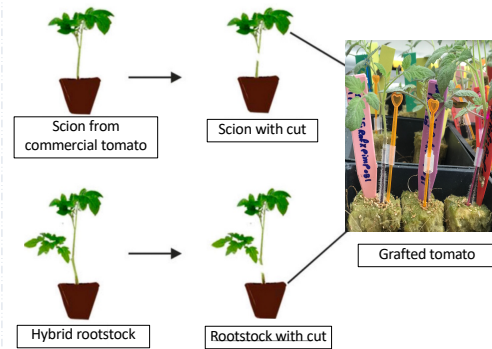 Scion from
commercial tomato
Scion with cut
Grafted tomato
Hybrid rootstock
Rootstock with cut